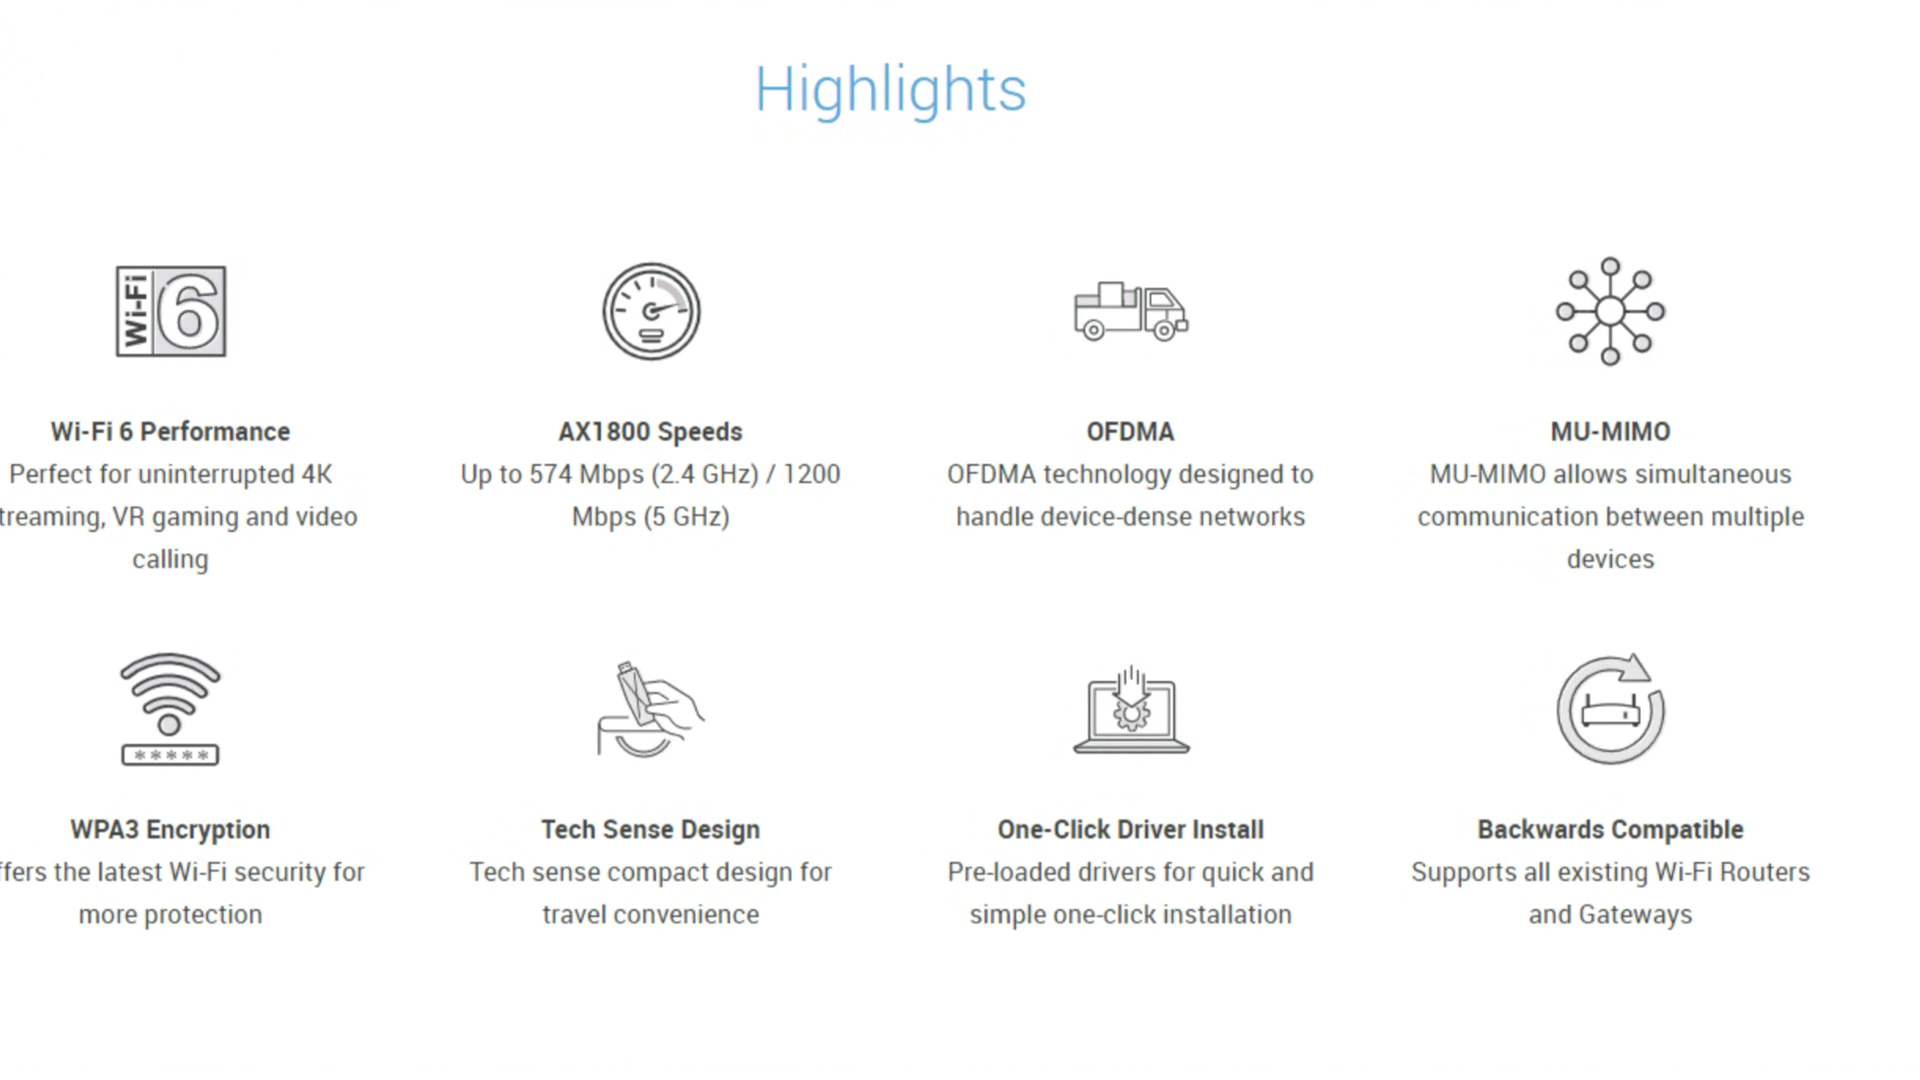 Highlights
Wi-Fi 6
Wi-Fi 6 Performance
Perfect for uninterrupted 4K
treaming, VR gaming and video
calling
AX1800 Speeds
Up to 574 Mbps (2.4 GHz) / 1200
Mbps (5 GHz)
OFDMA
OFDMA technology designed to
handle device-dense networks
MU-MIMO
MU-MIMO allows simultaneous
communication between multiple
devices
*****
WPA3 Encryption
ffers the latest Wi-Fi security for
more protection
Tech Sense Design
Tech sense compact design for
travel convenience
One-Click Driver Install
Pre-loaded drivers for quick and
simple one-click installation
Backwards Compatible
Supports all existing Wi-Fi Routers
and Gateways